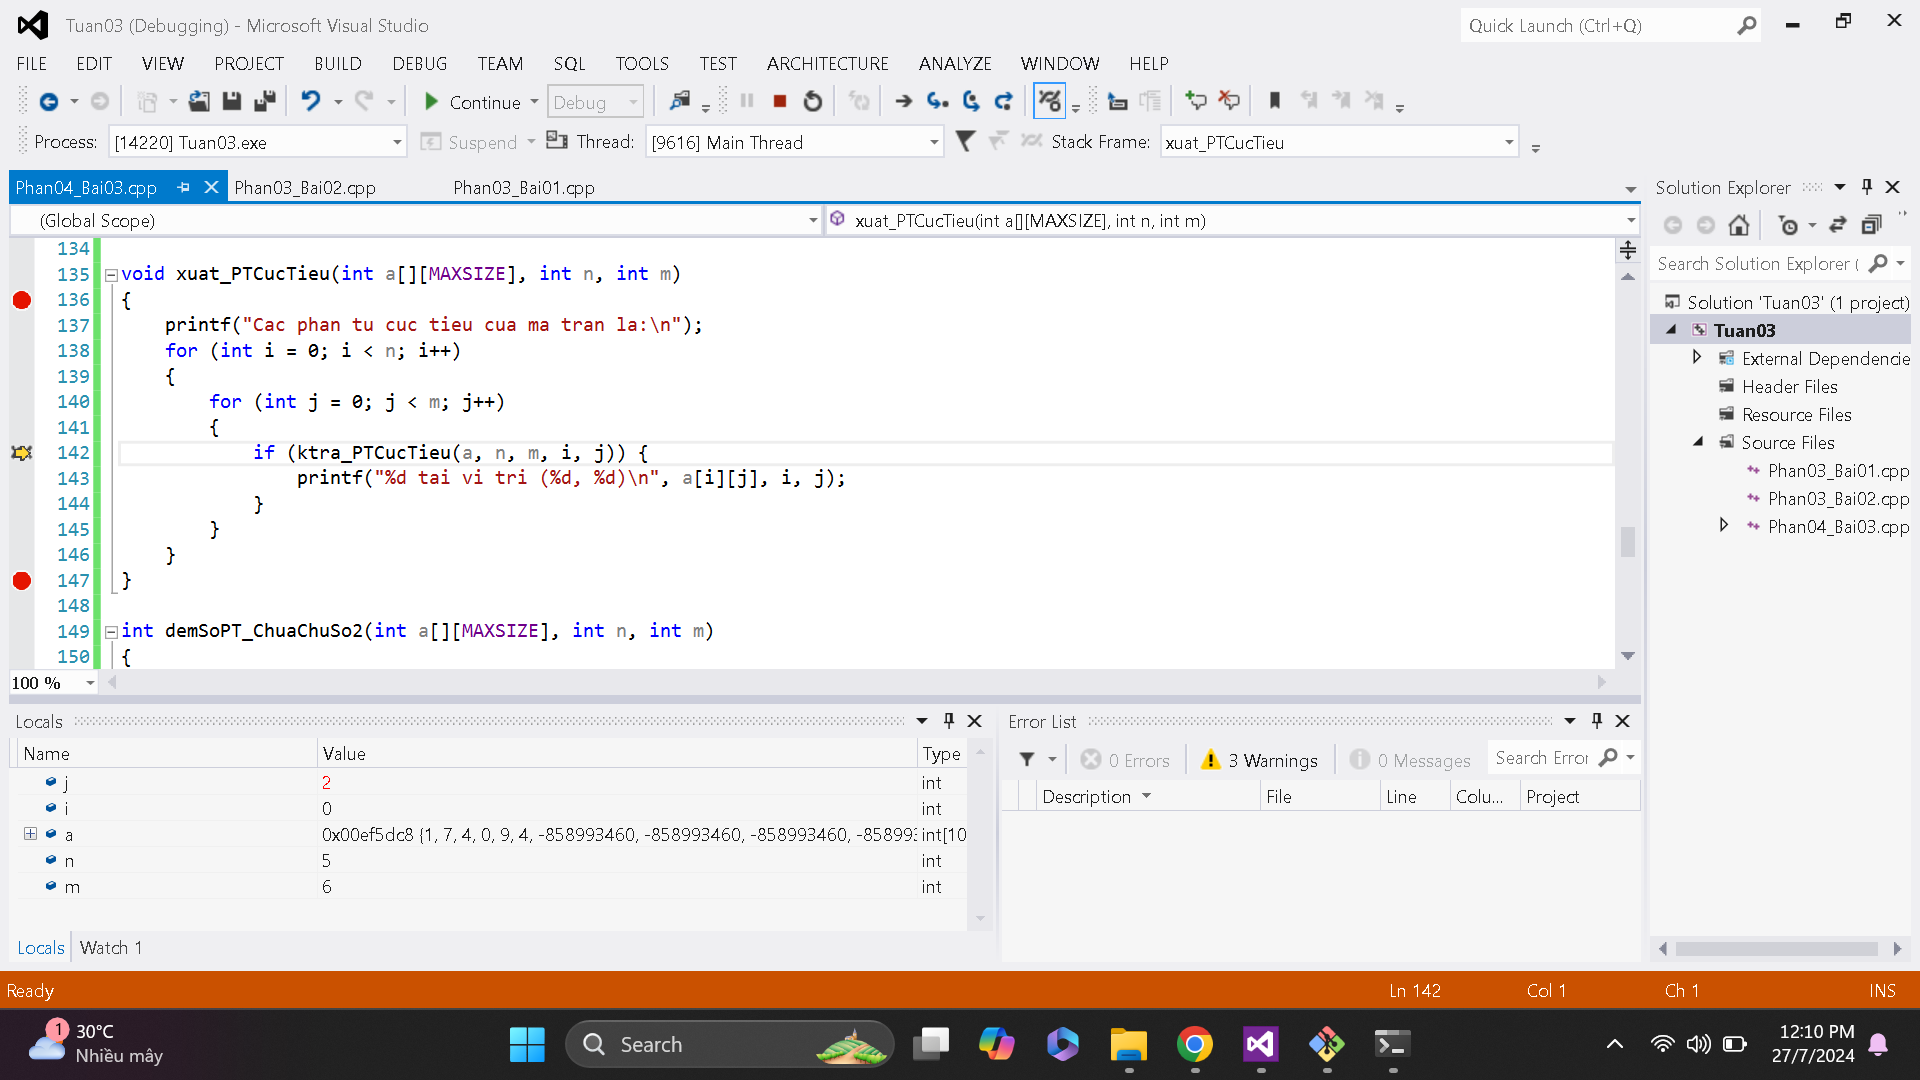 Tuan03 (Debugging) - Microsoft Visual Studio
Quick Launch (Ctrl+Q)
FILE EDIT VIEW PROJECT BUILD DEBUG TEAM SQL TOOLS TEST ARCHITECTURE ANALYZE WINDOW HELP
Continue Debug
Process: [14220] Tuan03.exe Suspend Thread: [9616] Main Thread Stack Frame: xuat_PTCucTieu
Phan04_Bai03.cpp Phan03_Bai02.cpp Phan03_Bai01.cpp
(Global Scope) xuat_PTCucTieu(int a[][MAXSIZE], int n, int m)
134
135 void xuat_PTCucTieu(int a[][MAXSIZE], int n, int m)
136 {
137 printf("Cac phan tu cuc tieu cua ma tran la:\n");
138 for (int i = 0; i < n; i++)
139 {
140 for (int j = 0; j < m; j++)
141 {
142 if (ktra_PTCucTieu(a, n, m, i, j)) {
143 printf("%d tai vi tri (%d, %d)\n", a[i][j], i, j);
144 }
145 }
146 }
147 }
148
149 int demSoPT_ChuaChuSo2(int a[][MAXSIZE], int n, int m)
150 {
100 %
Solution Explorer
Search Solution Explorer (
Solution 'Tuan03' (1 project)
Tuan03
External Dependencie
Header Files
Resource Files
Source Files
Phan03_Bai01.cpp
Phan03_Bai02.cpp
Phan04_Bai03.cpp
Locals
Name Value Type
j 2 int
i 0 int
a 0x00ef5dc8 {1, 7, 4, 0, 9, 4, -858993460, -858993460, -858993460, -85899 int[10
n 5 int
m 6 int
Locals Watch 1
Error List
0 Errors 3 Warnings 0 Messages Search Error
Description File Line Colu... Project
Ready Ln 142 Col 1 Ch 1 INS
1
30°C
Nhiều mây
Search
12:10 PM
27/7/2024